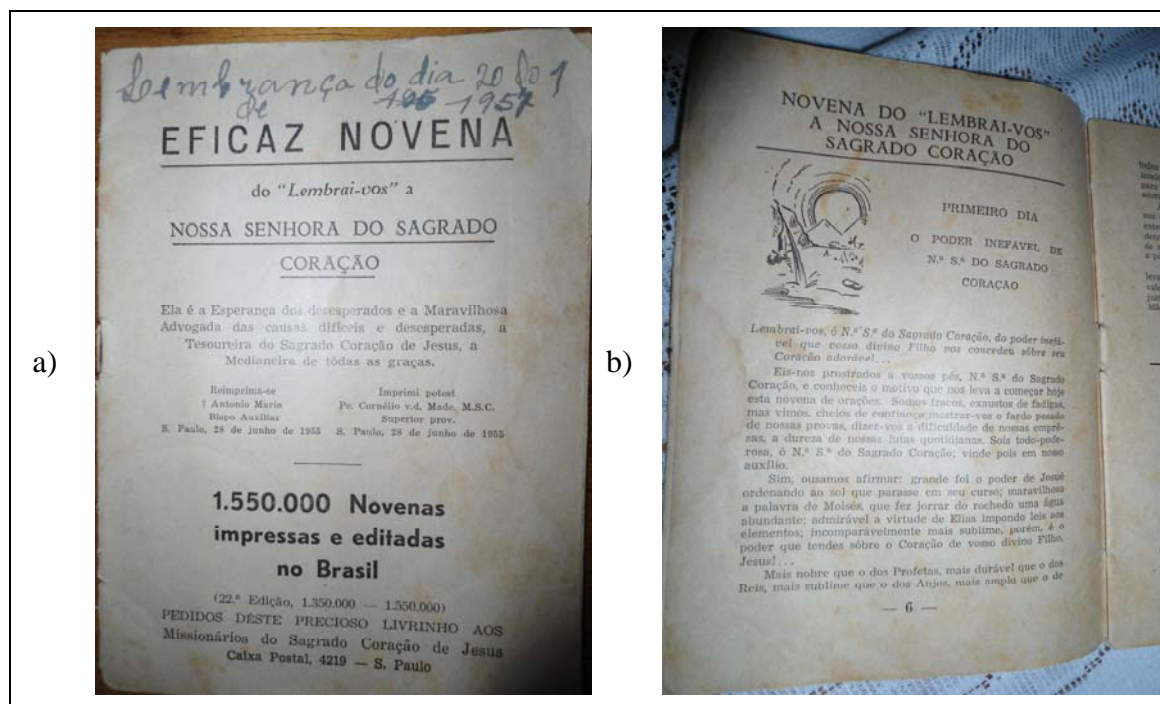 a)
Lembrança do dia 20 do 1
de 1957
EFICAZ NOVENA
do "Lembrai-vos" a
NOSSA SENHORA DO SAGRADO
CORAÇÃO
Ela é a Esperança dos desesperados e a Maravilhosa
Advogada das causas difíceis e desesperadas, a
Tesoureira do Sagrado Coração de Jesus, a
Medianeira de tôdas as graças.
Reimprima-se
† Antonio Maria
Bispo Auxiliar
S. Paulo, 28 de junho de 1955
Imprimi potest
Pe. Cornélio v.d. Made, M.S.C.
Superior prov.
S. Paulo, 28 de junho de 1955
1.550.000 Novenas
impressas e editadas
no Brasil
(22.ª Edição, 1.350.000 — 1.550.000)
PEDIDOS DÊSTE PRECIOSO LIVRINHO AOS
Missionários do Sagrado Coração de Jesus
Caixa Postal, 4219 — S. Paulo
b)
NOVENA DO "LEMBRAI-VOS"
A NOSSA SENHORA DO
SAGRADO CORAÇÃO
PRIMEIRO DIA
O PODER INEFÁVEL DE
N.ª S.ª DO SAGRADO
CORAÇÃO
Lembrai-vos, ó N.ª S.ª do Sagrado Coração, do poder inefá-
vel que vosso divino Filho vos concedeu sôbre seu
Coração adorável...
Eis-nos prostrados a vossos pés, N.ª S.ª do Sagrado
Coração, e conheceis o motivo que nos leva a começar hoje
esta novena de orações. Somos fracos, exaustos de fadigas,
mas vimos, cheios de confiança mostrar-vos o fardo pesado
de nossas provas, dizer-vos a dificuldade de nossas emprê-
sas, a dureza de nossas lutas quotidianas. Sois todo-pode-
rosa, ó N.ª S.ª do Sagrado Coração; vinde pois em nosso
auxílio.
Sim, ousamos afirmar: grande foi o poder de Josué
ordenando ao sol que parasse em seu curso; maravilhosa
a palavra de Moisés, que fez jorrar do rochedo uma água
abundante; admirável a virtude de Elias impondo leis aos
elementos; incomparàvelmente mais sublime, porém, é o
poder que tendes sôbre o Coração de vosso divino Filho,
Jesus!...
Mais nobre que o dos Profetas, mais durável que o dos
Reis, mais sublime que o dos Anjos, mais amplo que o de
— 6 —